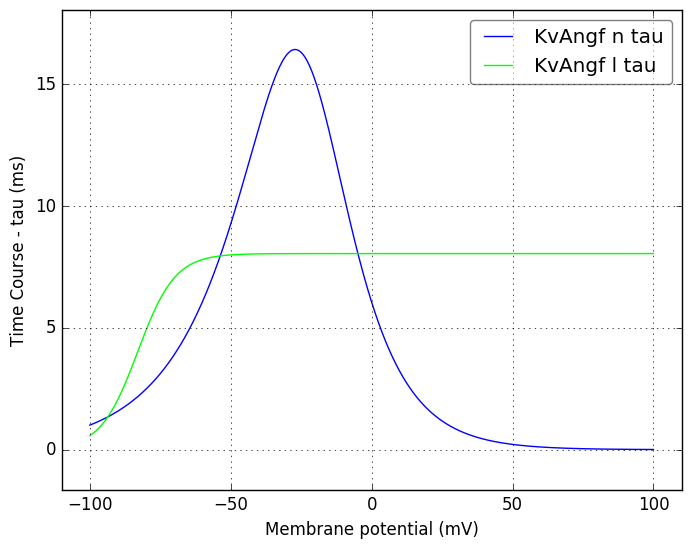 KvAngf n tau
KvAngf l tau
15
10
5
0
Time Course - tau (ms)
−100
−50
0
50
100
Membrane potential (mV)